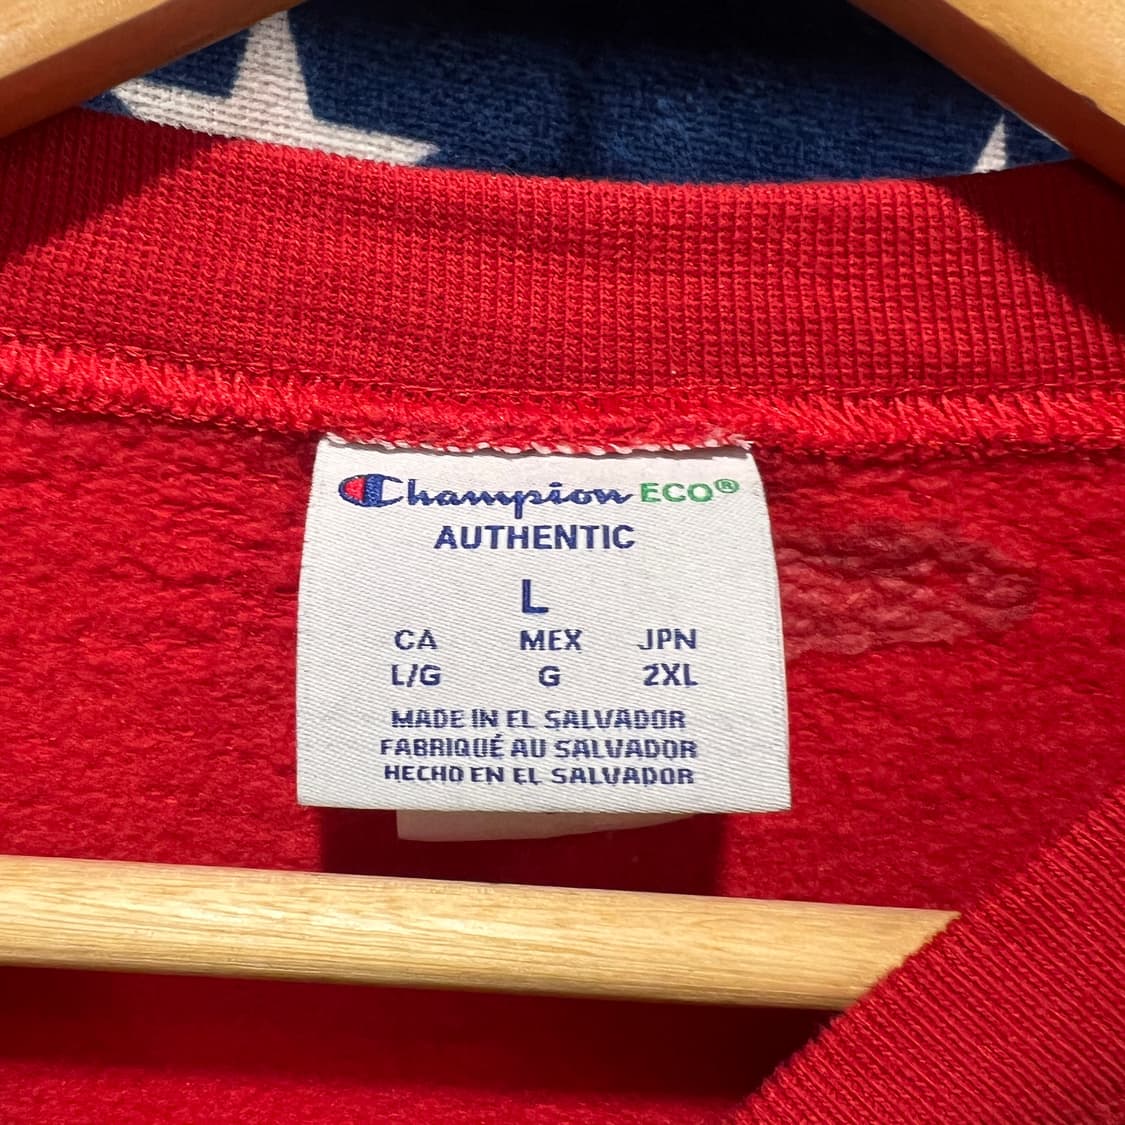 Champion ECO®
AUTHENTIC
L
CA MEX JPN
L/G G 2XL
MADE IN EL SALVADOR
FABRIQUÉ AU SALVADOR
HECHO EN EL SALVADOR